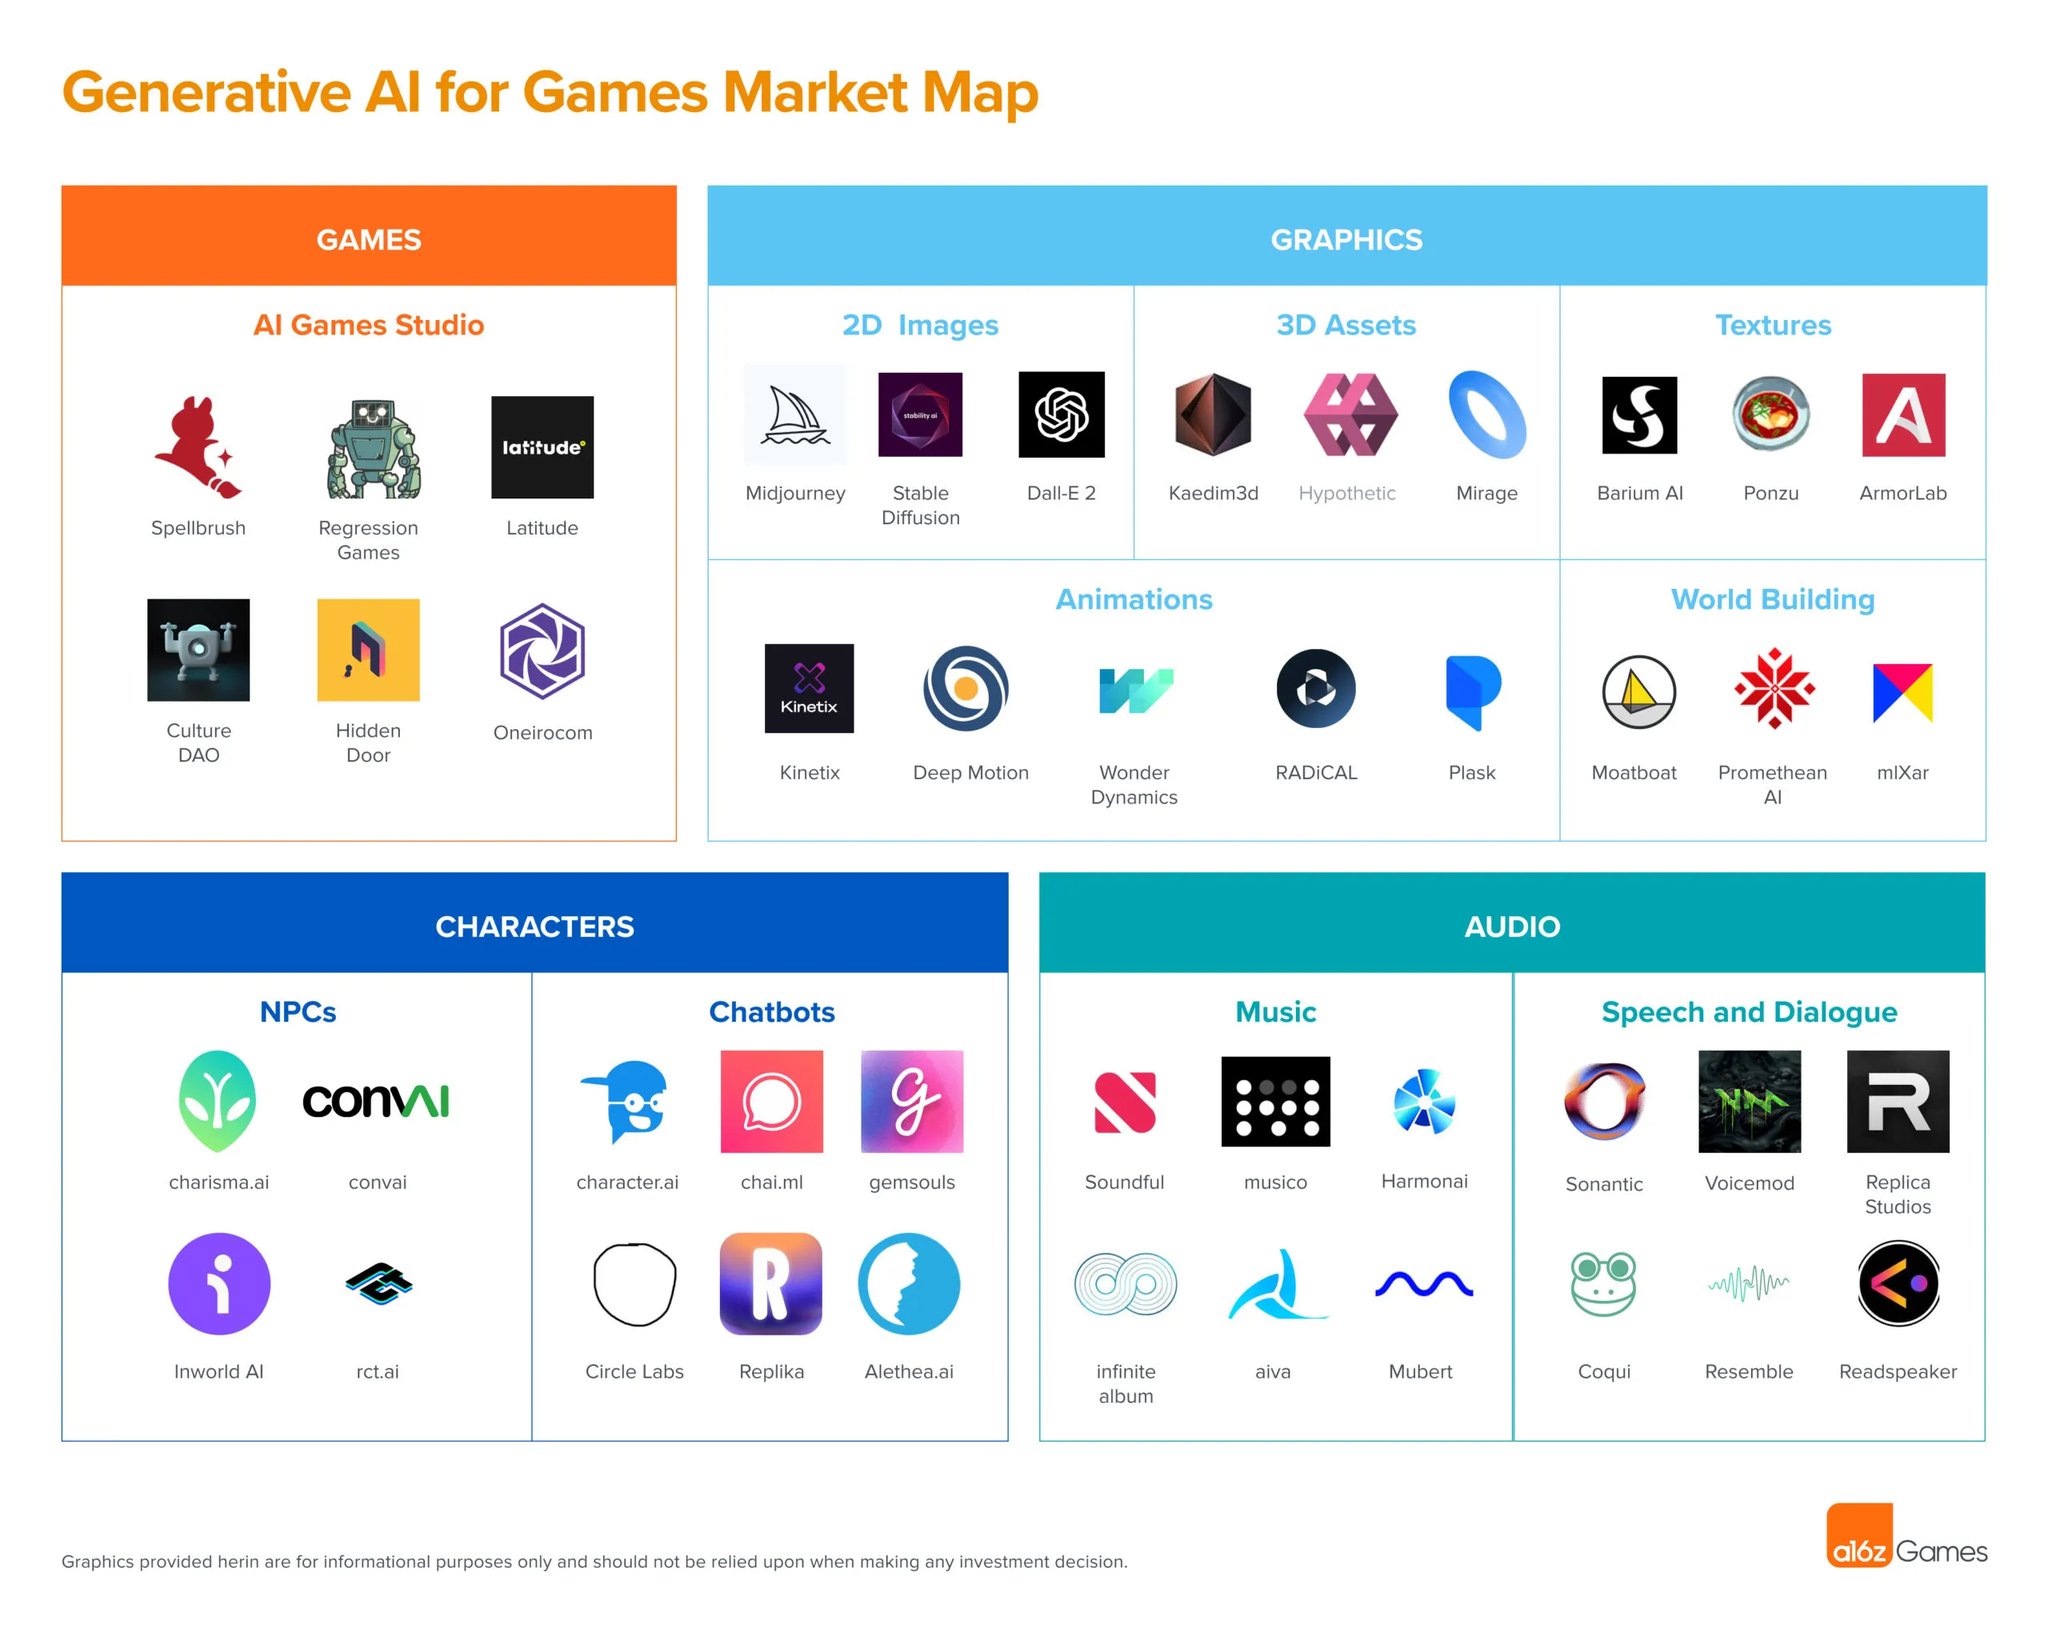 Generative AI for Games Market Map
GAMES
AI Games Studio
latitude
Spellbrush
Regression
Games
Latitude
Culture
DAO
Hidden
Door
Oneirocom
GRAPHICS
2D Images
stability ai
Midjourney
Stable
Diffusion
Dall-E 2
3D Assets
Kaedim3d
Hypothetic
Mirage
Textures
A
Barium AI
Ponzu
ArmorLab
Animations
Kinetix
Kinetix
Deep Motion
Wonder
Dynamics
RADiCAL
Plask
World Building
Moatboat
Promethean
AI
mlXar
CHARACTERS
NPCs
convAI
charisma.ai
convai
Inworld AI
rct.ai
Chatbots
g
character.ai
chai.ml
gemsouls
R
Circle Labs
Replika
Alethea.ai
AUDIO
Music
Soundful
musico
Harmonai
infinite
album
aiva
Mubert
Speech and Dialogue
R
Sonantic
Voicemod
Replica
Studios
Coqui
Resemble
Readspeaker
Graphics provided herin are for informational purposes only and should not be relied upon when making any investment decision.
a16z Games